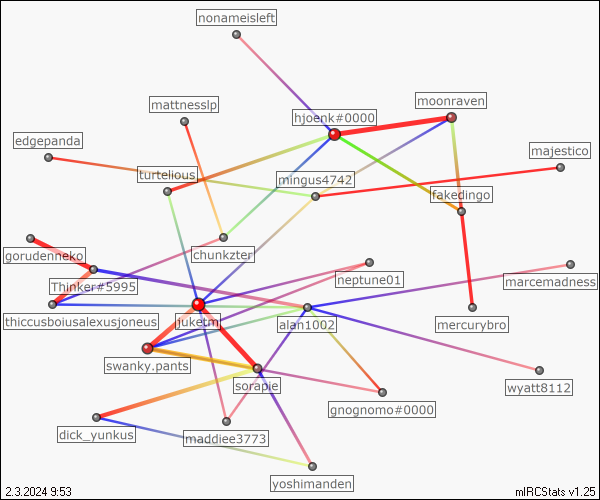 nonameisleft
mattnesslp
moonraven
hjoenk#0000
edgepanda
majestico
turtelious
mingus4742
fakedingo
gorudenneko
chunkzter
Thinker#5995
neptune01
marcemadness
thiccusboiusalexusjoneus
juketm
alan1002
mercurybro
swanky.pants
sorapie
wyatt8112
gnognomo#0000
dick_yunkus
maddiee3773
yoshimanden
2.3.2024 9:53
mIRCStats v1.25